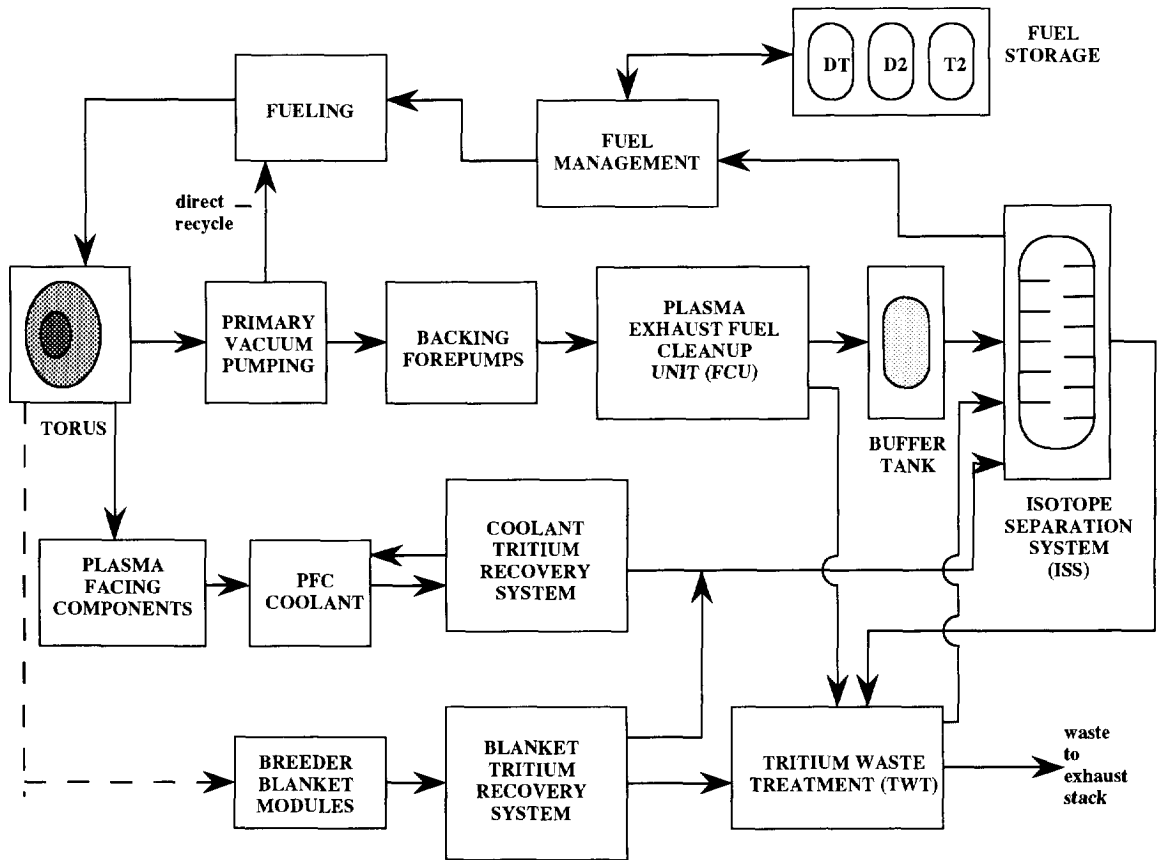 DT
D2
T2
FUEL
STORAGE
FUELING
FUEL
MANAGEMENT
direct
recycle
PRIMARY
VACUUM
PUMPING
BACKING
FOREPUMPS
PLASMA
EXHAUST FUEL
CLEANUP
UNIT (FCU)
TORUS
BUFFER
TANK
ISOTOPE
SEPARATION
SYSTEM
(ISS)
PLASMA
FACING
COMPONENTS
PFC
COOLANT
COOLANT
TRITIUM
RECOVERY
SYSTEM
BREEDER
BLANKET
MODULES
BLANKET
TRITIUM
RECOVERY
SYSTEM
TRITIUM WASTE
TREATMENT (TWT)
waste
to
exhaust
stack